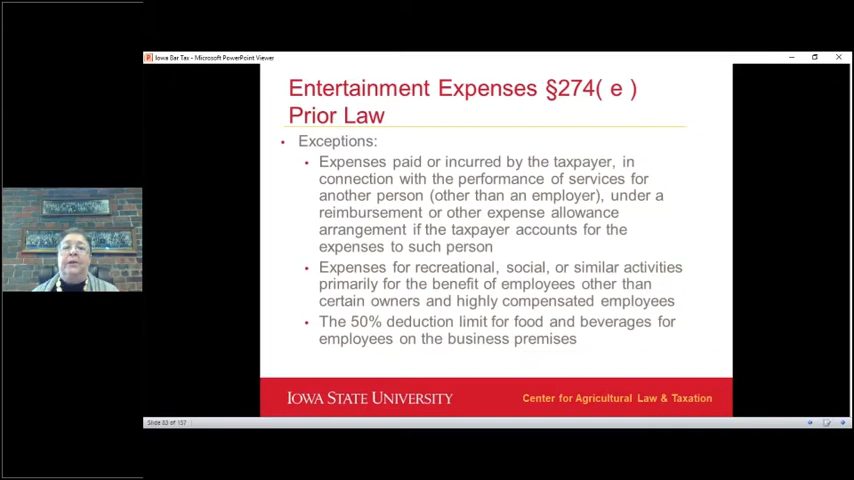 Iowa Bar Tax - Microsoft PowerPoint Viewer
Entertainment Expenses §274( e )
Prior Law
• Exceptions:
• Expenses paid or incurred by the taxpayer, in
connection with the performance of services for
another person (other than an employer), under a
reimbursement or other expense allowance
arrangement if the taxpayer accounts for the
expenses to such person
• Expenses for recreational, social, or similar activities
primarily for the benefit of employees other than
certain owners and highly compensated employees
• The 50% deduction limit for food and beverages for
employees on the business premises
IOWA STATE UNIVERSITY
Center for Agricultural Law & Taxation
Slide 83 of 157